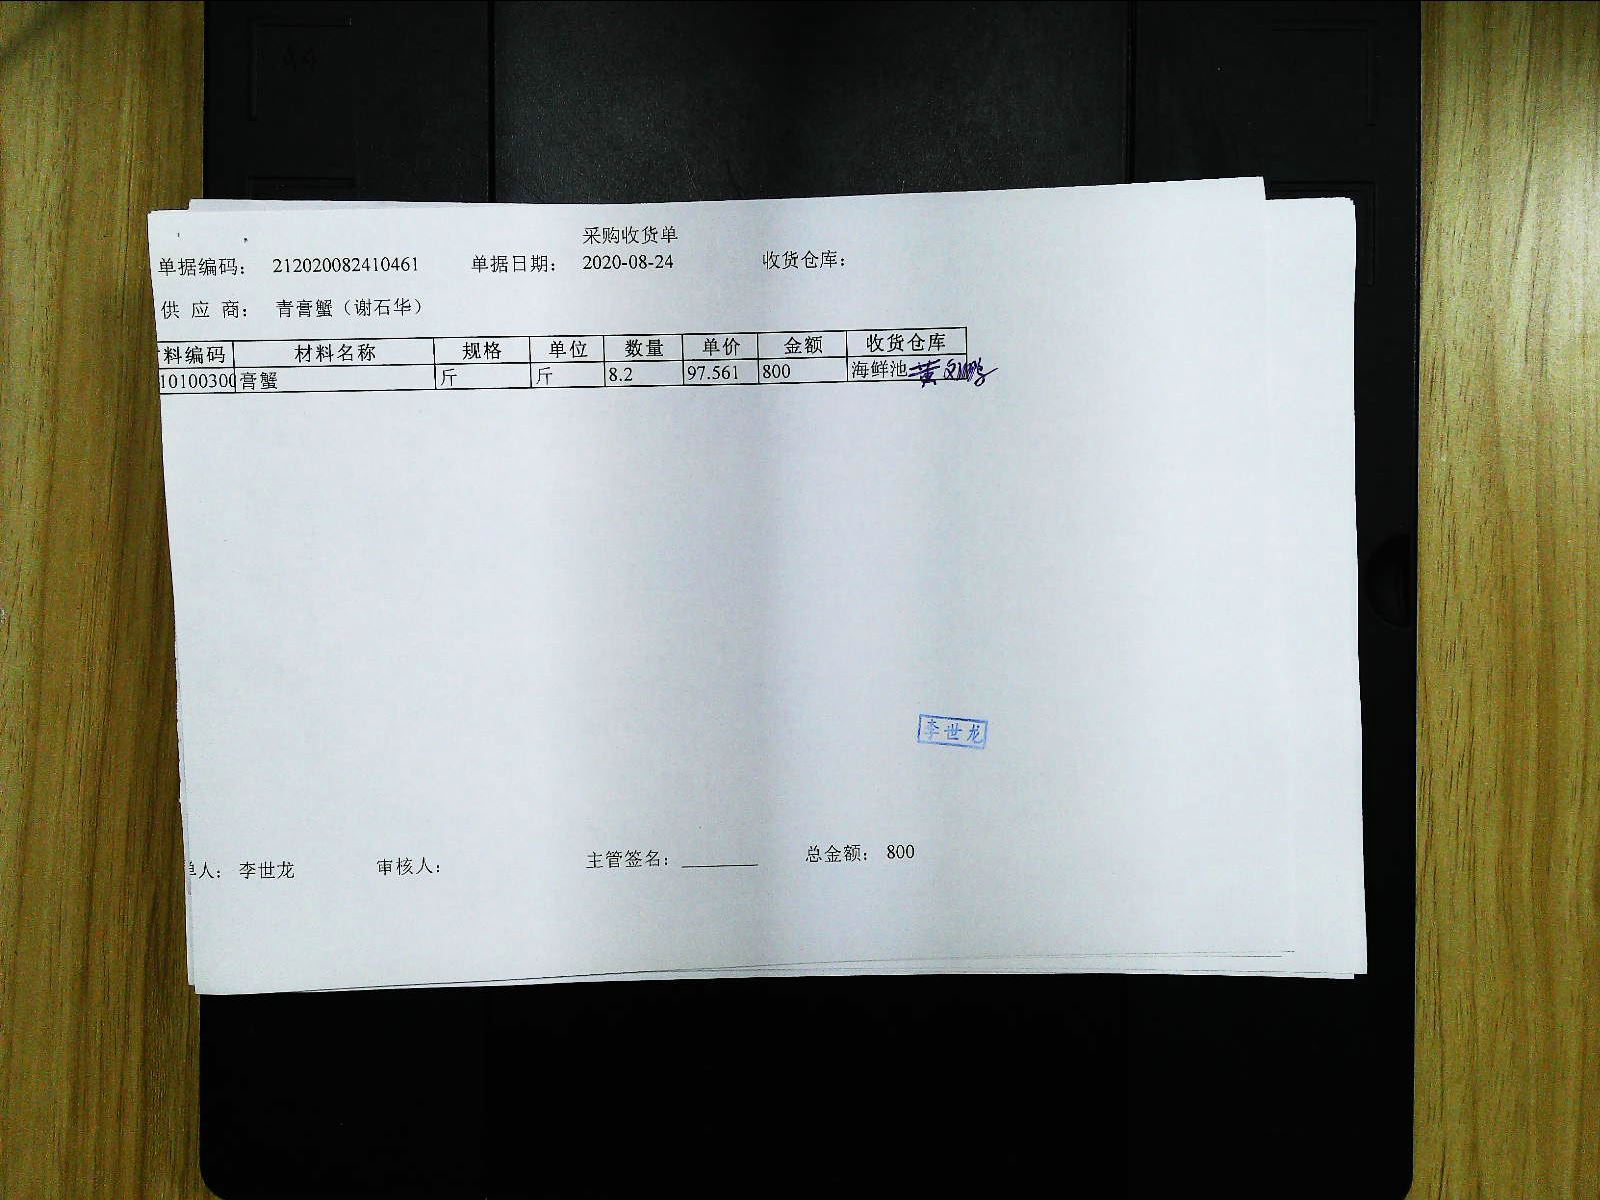 采购收货单
单据编码： 212020082410461 单据日期： 2020-08-24 收货仓库：
供 应 商： 青膏蟹（谢石华）
料编码 材料名称 规格 单位 数量 单价 金额 收货仓库
1010030 膏蟹 斤 斤 8.2 97.561 800 海鲜池
李世龙
单人： 李世龙 审核人： 主管签名： 总金额： 800